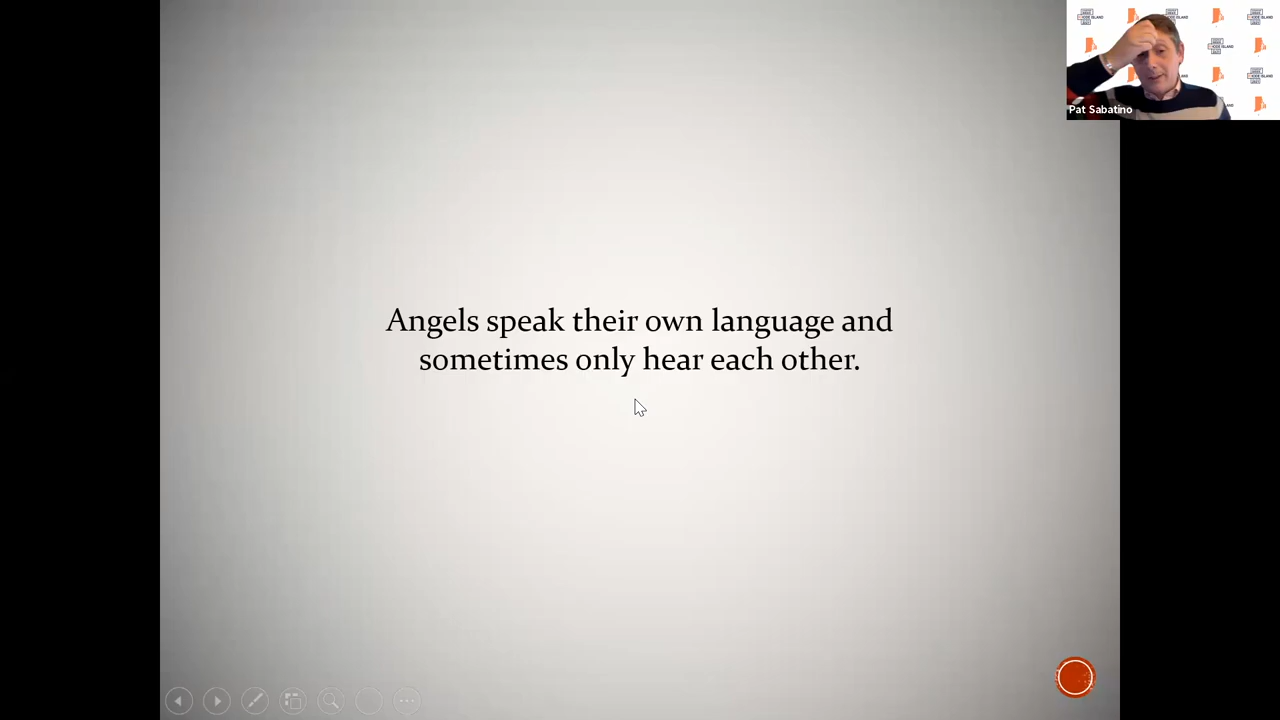 Angels speak their own language and
sometimes only hear each other.
Pat Sabatino